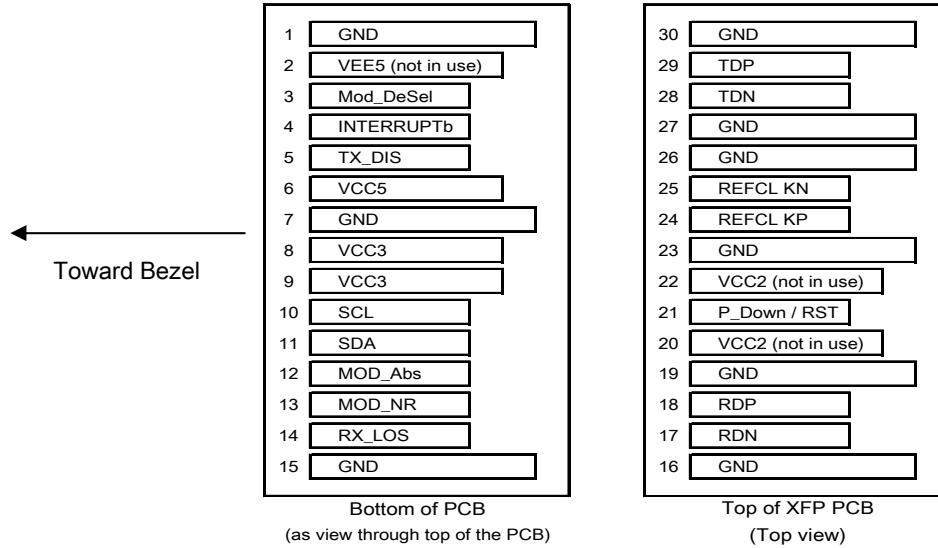 1 GND
2 VEE5 (not in use)
3 Mod_DeSel
4 INTERRUPTb
5 TX_DIS
6 VCC5
7 GND
8 VCC3
9 VCC3
10 SCL
11 SDA
12 MOD_Abs
13 MOD_NR
14 RX_LOS
15 GND
Bottom of PCB
(as view through top of the PCB)
Toward Bezel
30 GND
29 TDP
28 TDN
27 GND
26 GND
25 REFCL KN
24 REFCL KP
23 GND
22 VCC2 (not in use)
21 P_Down / RST
20 VCC2 (not in use)
19 GND
18 RDP
17 RDN
16 GND
Top of XFP PCB
(Top view)